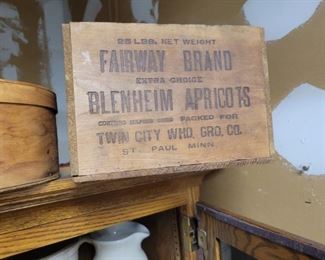 25 LBS. NET WEIGHT
FAIRWAY BRAND
EXTRA CHOICE
BLENHEIM APRICOTS
PACKED FOR
TWIN CITY WHO. GRO. CO.
ST. PAUL MINN.